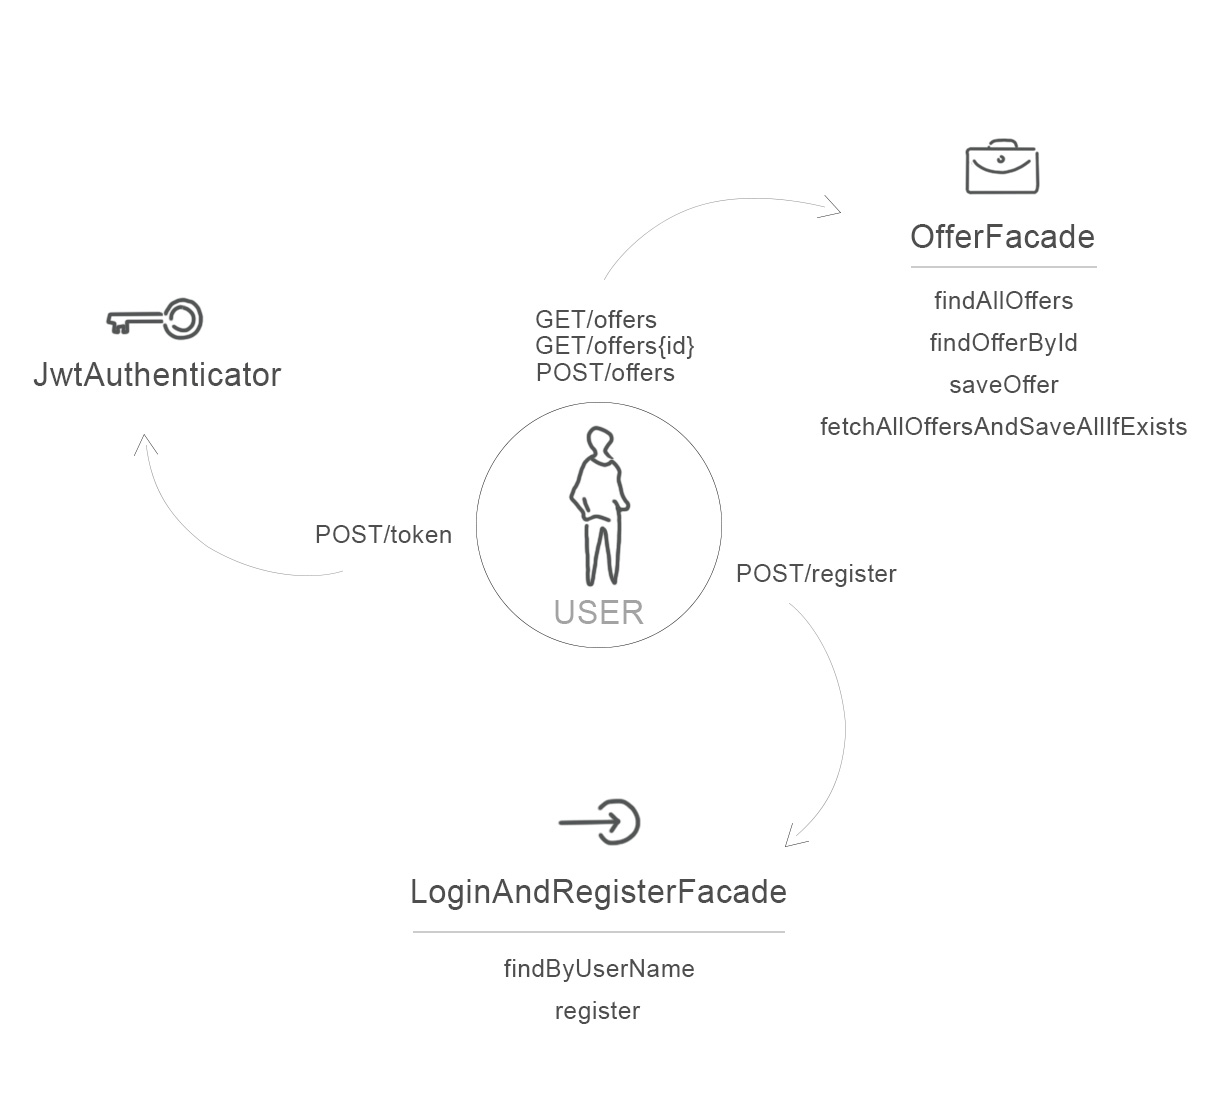 OfferFacade
findAllOffers
findOfferById
saveOffer
fetchAllOffersAndSaveAllIfExists
JwtAuthenticator
GET/offers
GET/offers{id}
POST/offers
POST/token
USER
POST/register
LoginAndRegisterFacade
findByUserName
register